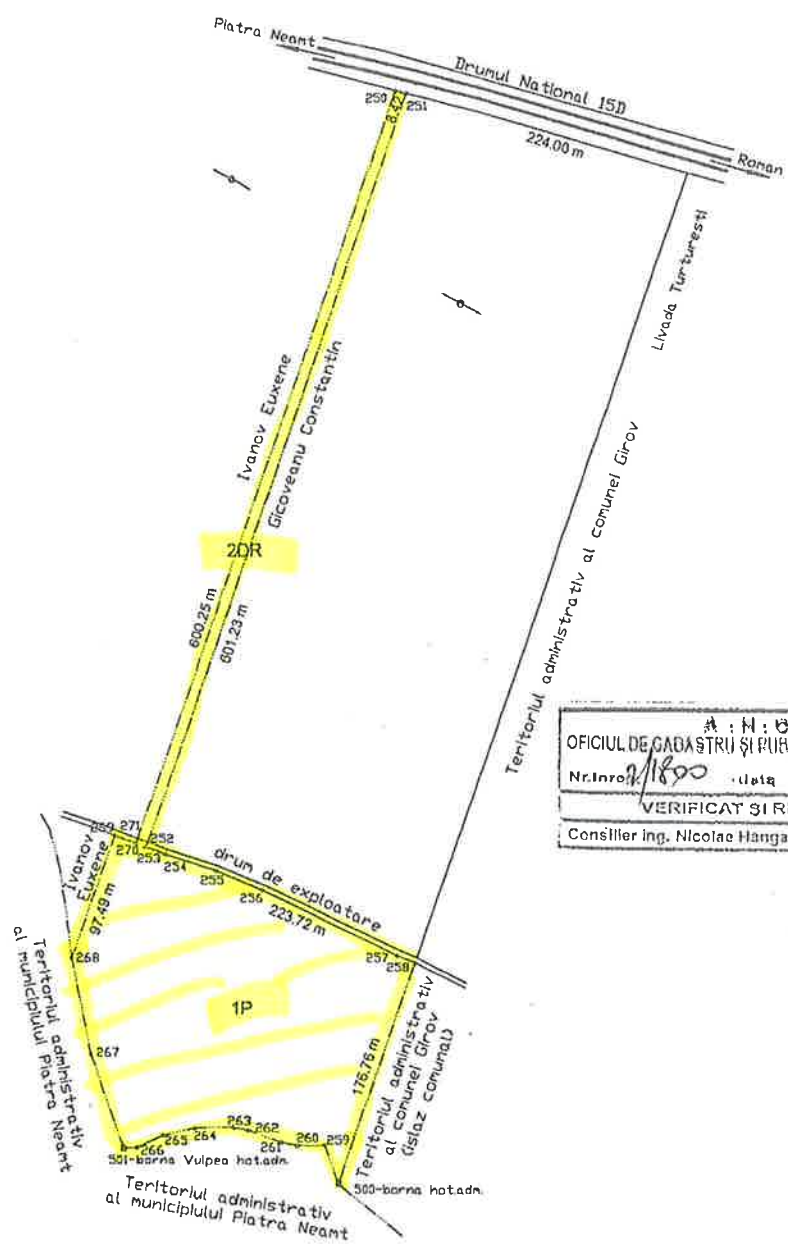 Piatra Neamt
Drumul National 15D
Roman
250
251
8.42
224.00 m
Livada Turturesti
Ivanov Euxene
Gicoveanu Constantin
2DR
600.25 m
601.23 m
Teritoriul administrativ al comunei Girov
OFICIUL DE CADASTRU ȘI
Nr.inreg. 2/1800 data
VERIFICAT SI
Consilier ing. Nicolae
269
271
252
270
253
254
255
256
drum de exploatare
223.72 m
257
258
Ivanov
Euxene
97.49 m
268
267
1P
Teritoriul administrativ
al municipiului Piatra Neamt
176.76 m
Teritoriul administrativ
al comunei Girov
(islaz comunal)
263
262
264
265
266
261
260
259
501-borna Vulpea hot.adm.
500-borna hot.adm.
Teritoriul administrativ
al municipiului Piatra Neamt